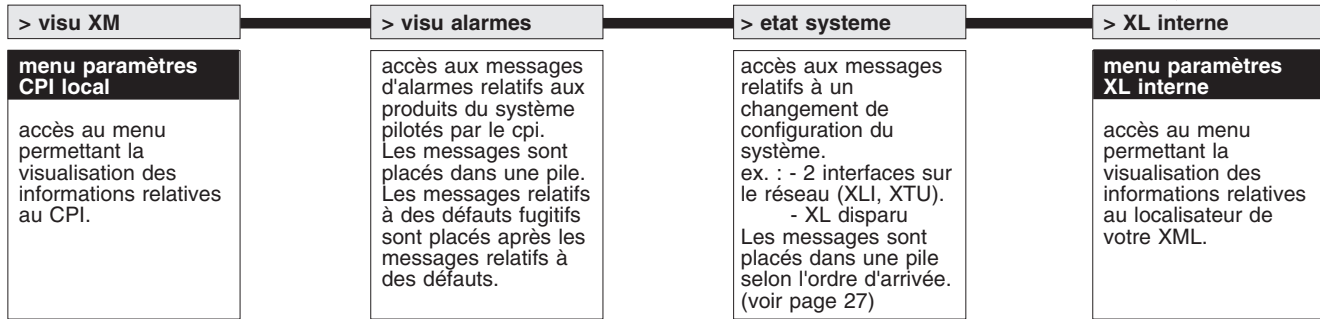 > visu XM
menu paramètres
CPI local
accès au menu
permettant la
visualisation des
informations relatives
au CPI.
> visu alarmes
accès aux messages
d'alarmes relatifs aux
produits du système
pilotés par le cpi.
Les messages sont
placés dans une pile.
Les messages relatifs
à des défauts fugitifs
sont placés après les
messages relatifs à
des défauts.
> etat systeme
accès aux messages
relatifs à un
changement de
configuration du
système.
ex. : - 2 interfaces sur
le réseau (XLI, XTU).
- XL disparu
Les messages sont
placés dans une pile
selon l'ordre d'arrivée.
(voir page 27)
> XL interne
menu paramètres
XL interne
accès au menu
permettant la
visualisation des
informations relatives
au localisateur de
votre XML.